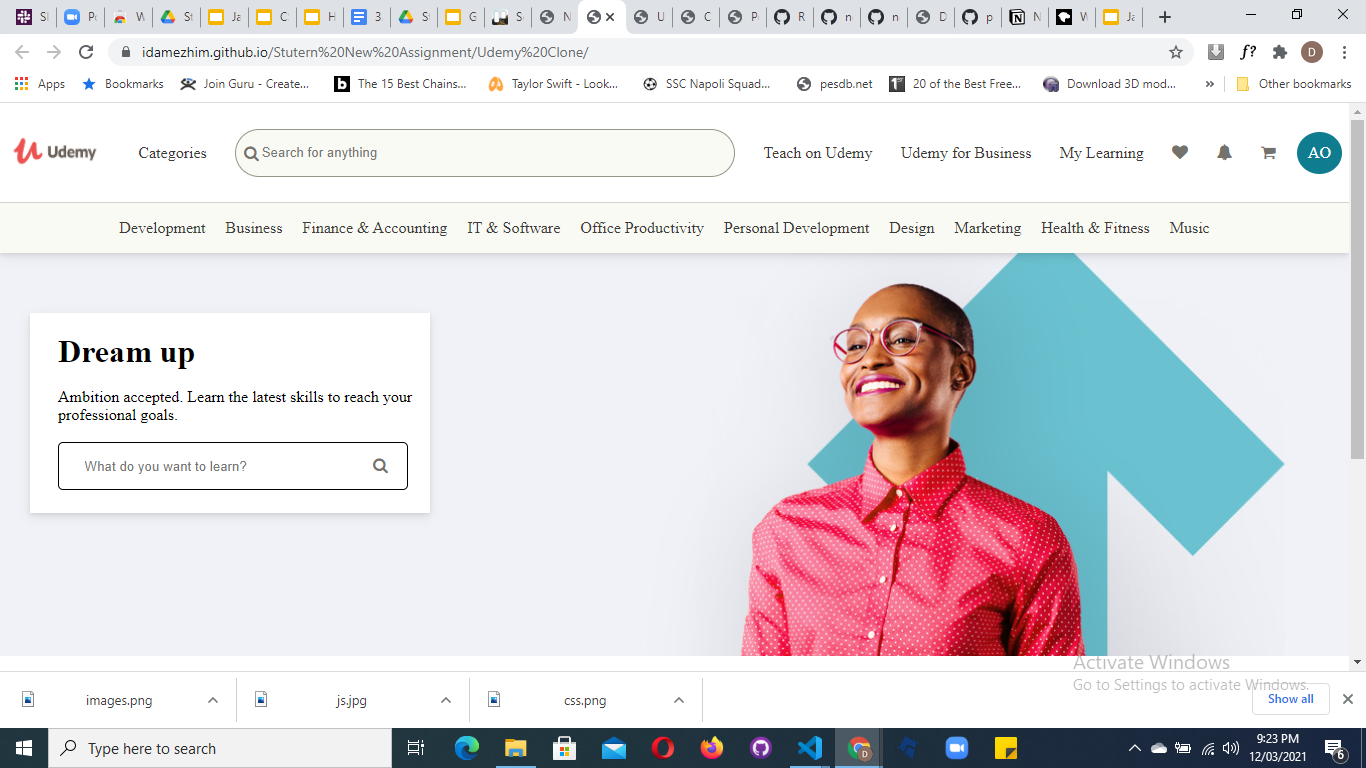 St
Pe
W
St
Ja
C
H
3
St
G
S
N
U
C
P
R
n
n
D
p
N
W
Ja
idamezhim.github.io/Stutern%20New%20Assignment/Udemy%20Clone/
f?
D
Apps
Bookmarks
Join Guru - Create...
b
The 15 Best Chains...
Taylor Swift - Look...
SSC Napoli Squad...
pesdb.net
1st
20 of the Best Free...
Download 3D mod...
»
Other bookmarks
Udemy
Categories
Search for anything
Teach on Udemy
Udemy for Business
My Learning
AO
Development
Business
Finance & Accounting
IT & Software
Office Productivity
Personal Development
Design
Marketing
Health & Fitness
Music
Dream up
Ambition accepted. Learn the latest skills to reach your
professional goals.
What do you want to learn?
Activate Windows
Go to Settings to activate Windows.
images.png
js.jpg
css.png
Show all
Type here to search
D
9:23 PM
12/03/2021
6